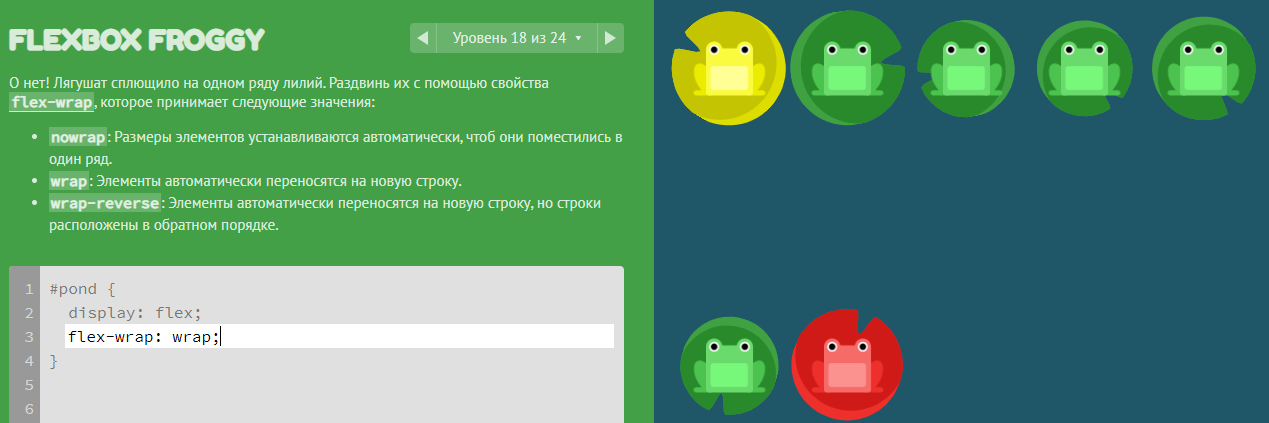 FLEXBOX FROGGY
Уровень 18 из 24
О нет! Лягушат сплющило на одном ряду лилий. Раздвинь их с помощью свойства
flex-wrap, которое принимает следующие значения:
nowrap: Размеры элементов устанавливаются автоматически, чтоб они поместились в
один ряд.
wrap: Элементы автоматически переносятся на новую строку.
wrap-reverse: Элементы автоматически переносятся на новую строку, но строки
расположены в обратном порядке.
1 #pond {
2 display: flex;
3 flex-wrap: wrap;
4 }
5
6